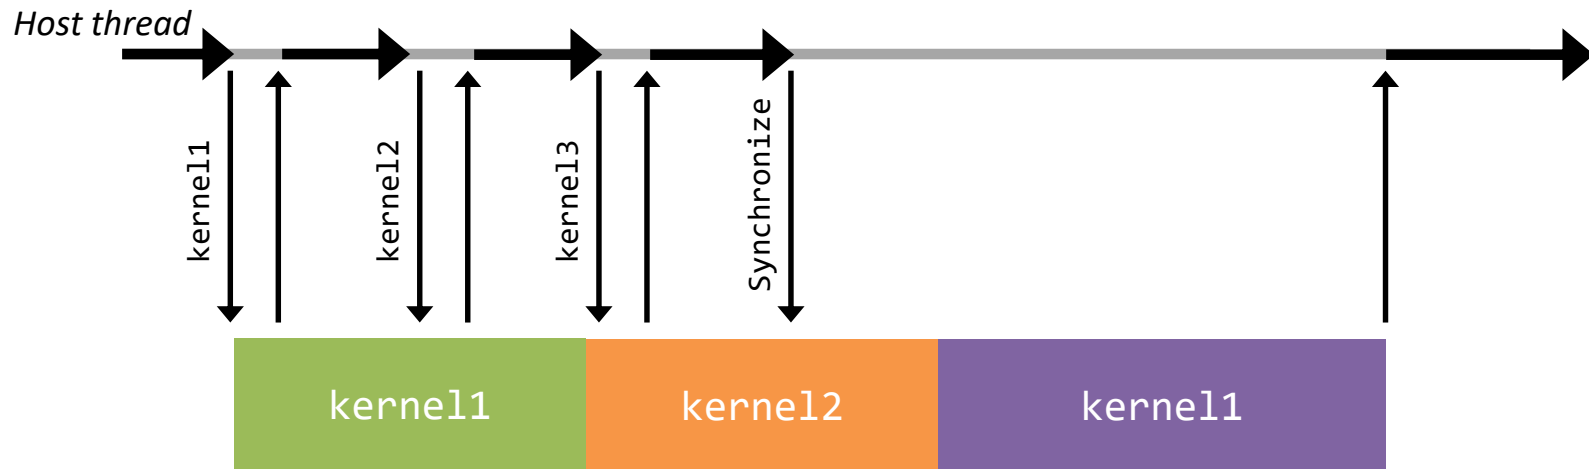 Host thread
kernel1
kernel2
kernel3
Synchronize
kernel1
kernel2
kernel1